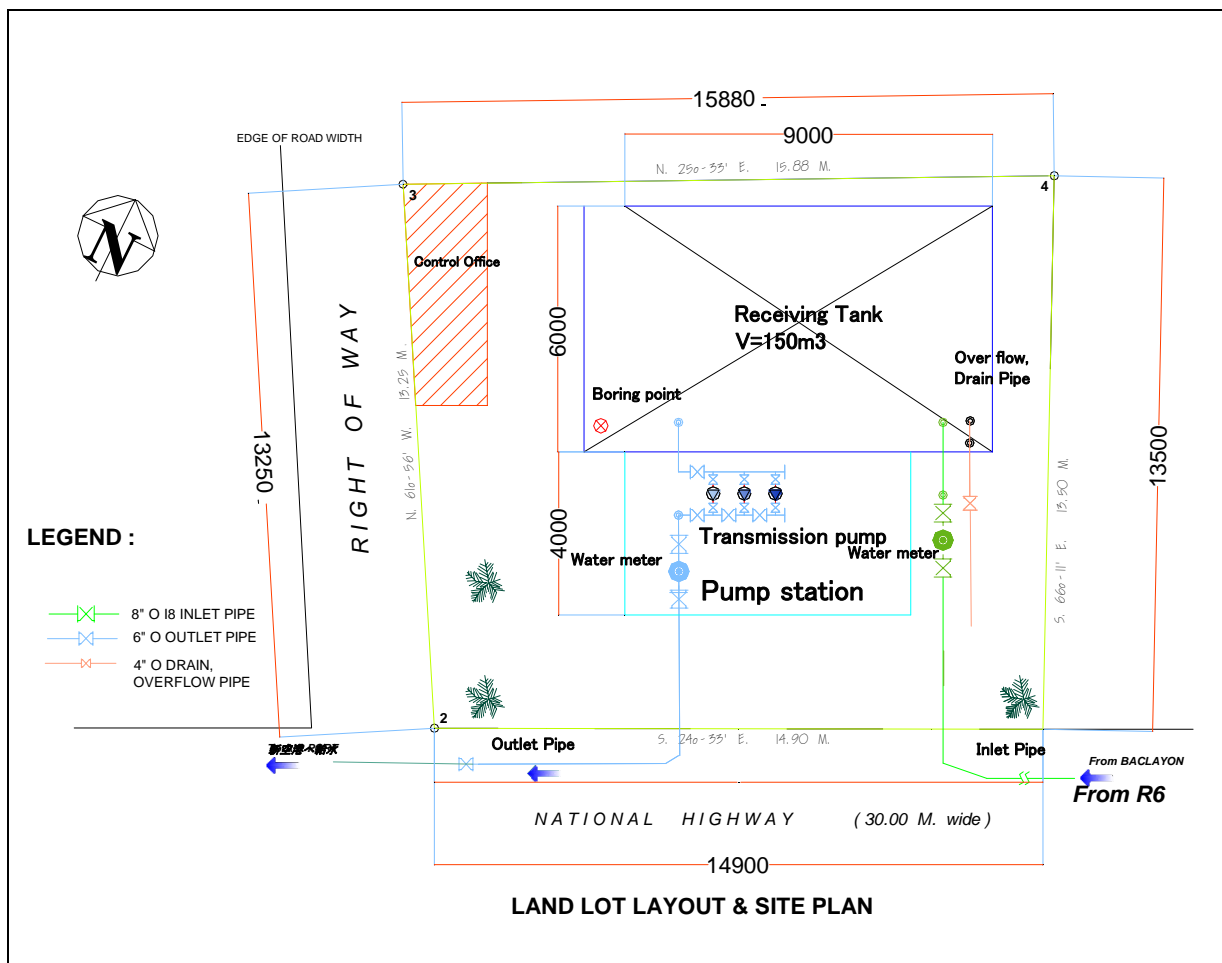 15880
9000
EDGE OF ROAD WIDTH
N. 25o-33' E. 15.88 M.
3
4
N
Control Office
Receiving Tank
V=150m3
6000
Over flow,
Drain Pipe
Boring point
RIGHT OF WAY
N. 61o-56' W. 13.25 M.
13250
13500
S. 66o-11' E. 13.50 M.
4000
Transmission pump
Water meter
Water meter
Pump station
LEGEND :
8" O I8 INLET PIPE
6" O OUTLET PIPE
4" O DRAIN,
OVERFLOW PIPE
2
S. 24o-33' E. 14.90 M.
Outlet Pipe
Inlet Pipe
From BACLAYON
From R6
NATIONAL HIGHWAY ( 30.00 M. wide )
14900
LAND LOT LAYOUT & SITE PLAN